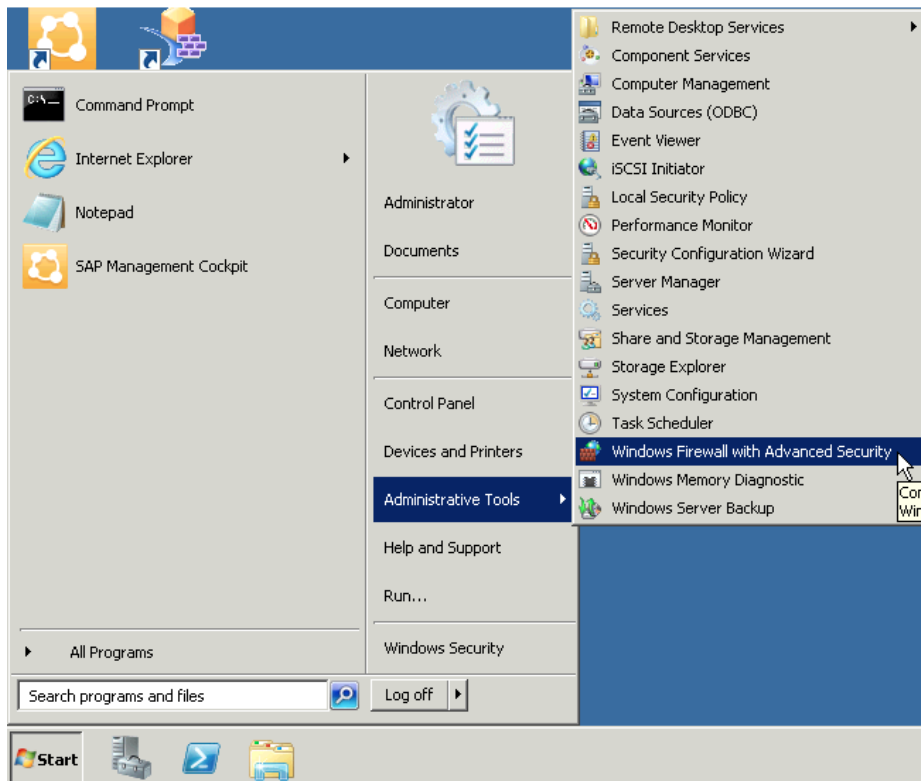 C:\
Command Prompt
Internet Explorer
Notepad
SAP Management Cockpit
All Programs
Search programs and files
Administrator
Documents
Computer
Network
Control Panel
Devices and Printers
Administrative Tools
Help and Support
Run...
Windows Security
Log off
Remote Desktop Services
Component Services
Computer Management
Data Sources (ODBC)
Event Viewer
iSCSI Initiator
Local Security Policy
Performance Monitor
Security Configuration Wizard
Server Manager
Services
Share and Storage Management
Storage Explorer
System Configuration
Task Scheduler
Windows Firewall with Advanced Security
Windows Memory Diagnostic
Windows Server Backup
Start